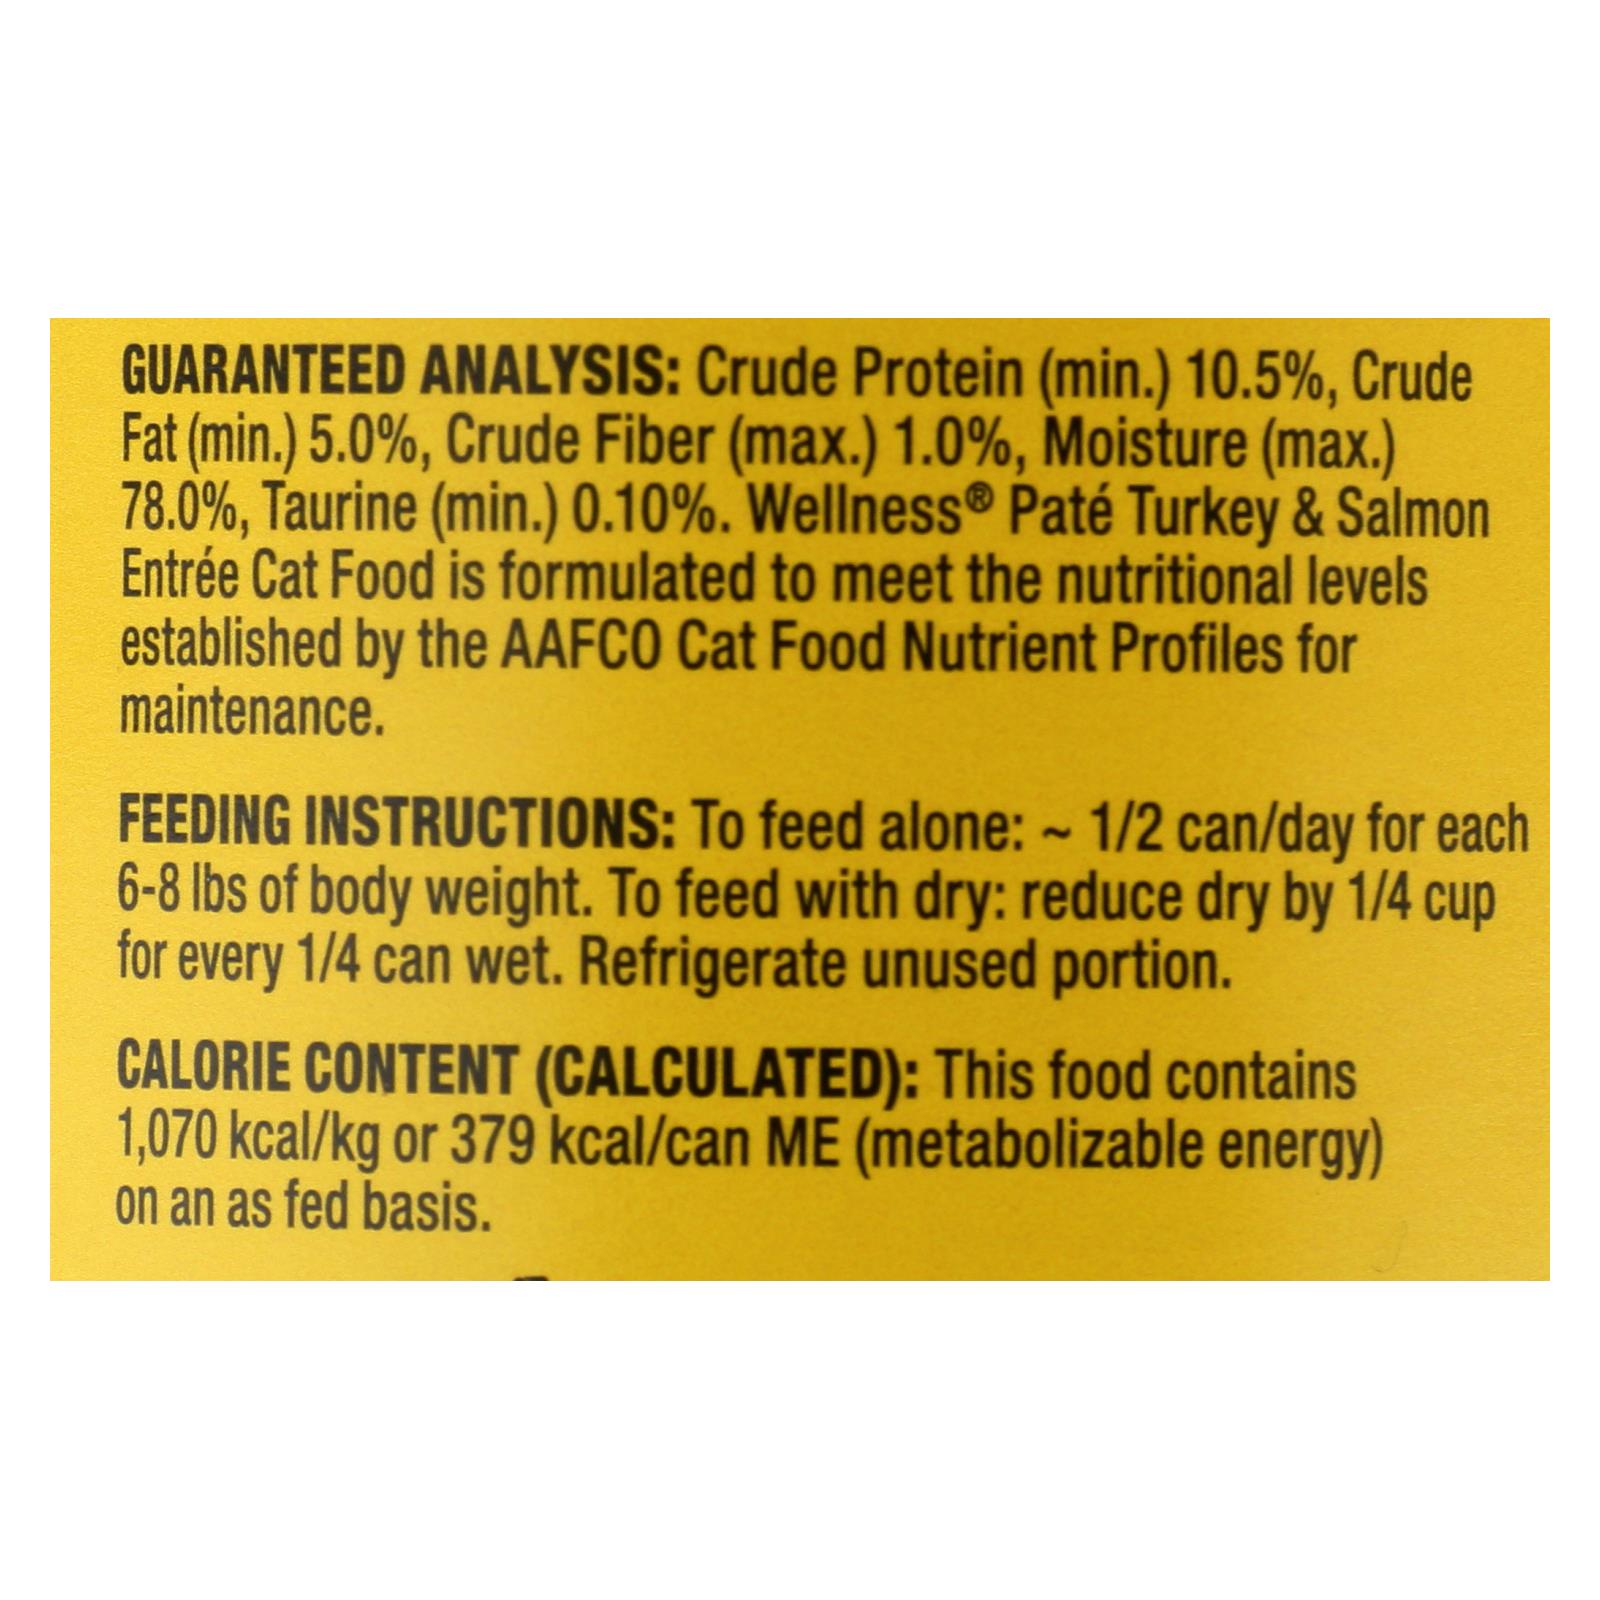 GUARANTEED ANALYSIS: Crude Protein (min.) 10.5%, Crude
Fat (min.) 5.0%, Crude Fiber (max.) 1.0%, Moisture (max.)
78.0%, Taurine (min.) 0.10%. Wellness® Paté Turkey & Salmon
Entrée Cat Food is formulated to meet the nutritional levels
established by the AAFCO Cat Food Nutrient Profiles for
maintenance.
FEEDING INSTRUCTIONS: To feed alone: ~ 1/2 can/day for each
6-8 lbs of body weight. To feed with dry: reduce dry by 1/4 cup
for every 1/4 can wet. Refrigerate unused portion.
CALORIE CONTENT (CALCULATED): This food contains
1,070 kcal/kg or 379 kcal/can ME (metabolizable energy)
on an as fed basis.